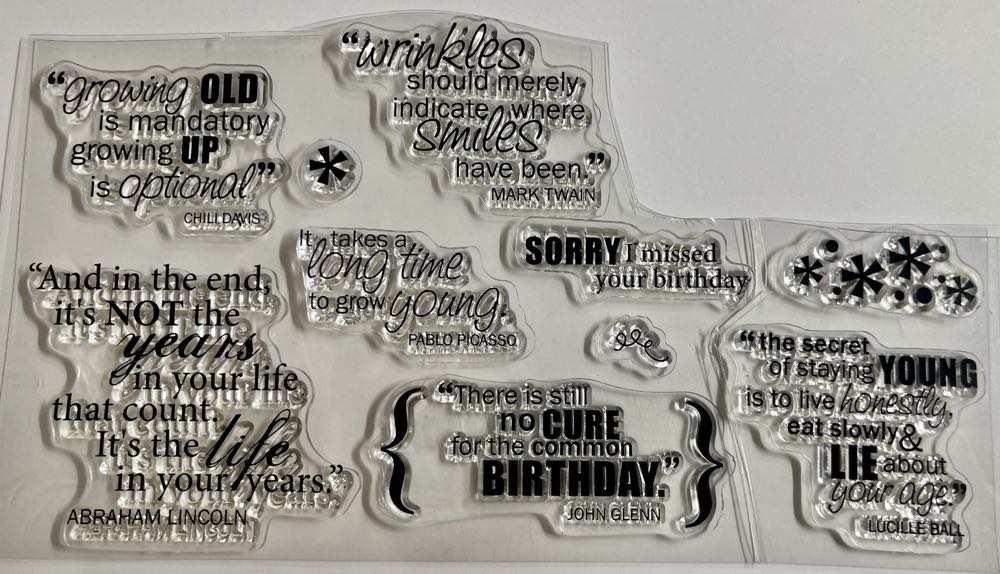 “growing OLD
is mandatory
growing UP
is optional”
CHILI DAVIS
“wrinkles
should merely
indicate where
smiles
have been.”
MARK TWAIN
It takes a
long time
to grow young.
PABLO PICASSO
SORRY I missed
your birthday
“And in the end,
it's NOT the
years
in your life
that count.
It's the life
in your years.”
ABRAHAM LINCOLN
{“There is still
no CURE
for the common
BIRTHDAY.”}
JOHN GLENN
“the secret
of staying YOUNG
is to live honestly,
eat slowly &
LIE about
your age.”
LUCILLE BALL